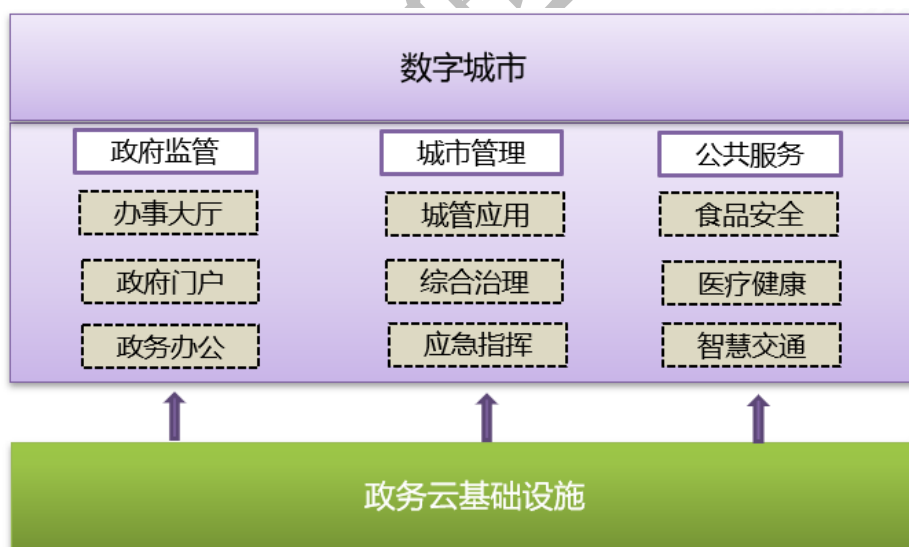 数字城市
政府监管 城市管理 公共服务
办事大厅 城管应用 食品安全
政府门户 综合治理 医疗健康
政务办公 应急指挥 智慧交通
政务云基础设施